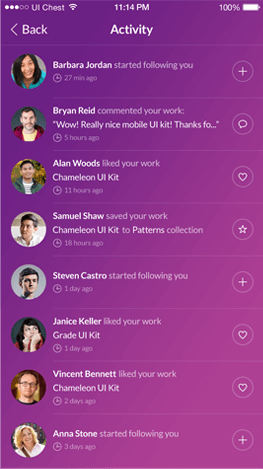 UI Chest 11:14 PM 100%
Back Activity
Barbara Jordan started following you
27 min ago
Bryan Reid commented your work:
"Wow! Really nice mobile UI kit! Thanks fo..."
5 hours ago
Alan Woods liked your work
Chameleon UI Kit
11 hours ago
Samuel Shaw saved your work
Chameleon UI Kit to Patterns collection
18 hours ago
Steven Castro started following you
1 day ago
Janice Keller liked your work
Grade UI Kit
1 day ago
Vincent Bennett liked your work
Chameleon UI Kit
2 days ago
Anna Stone started following you
3 days ago